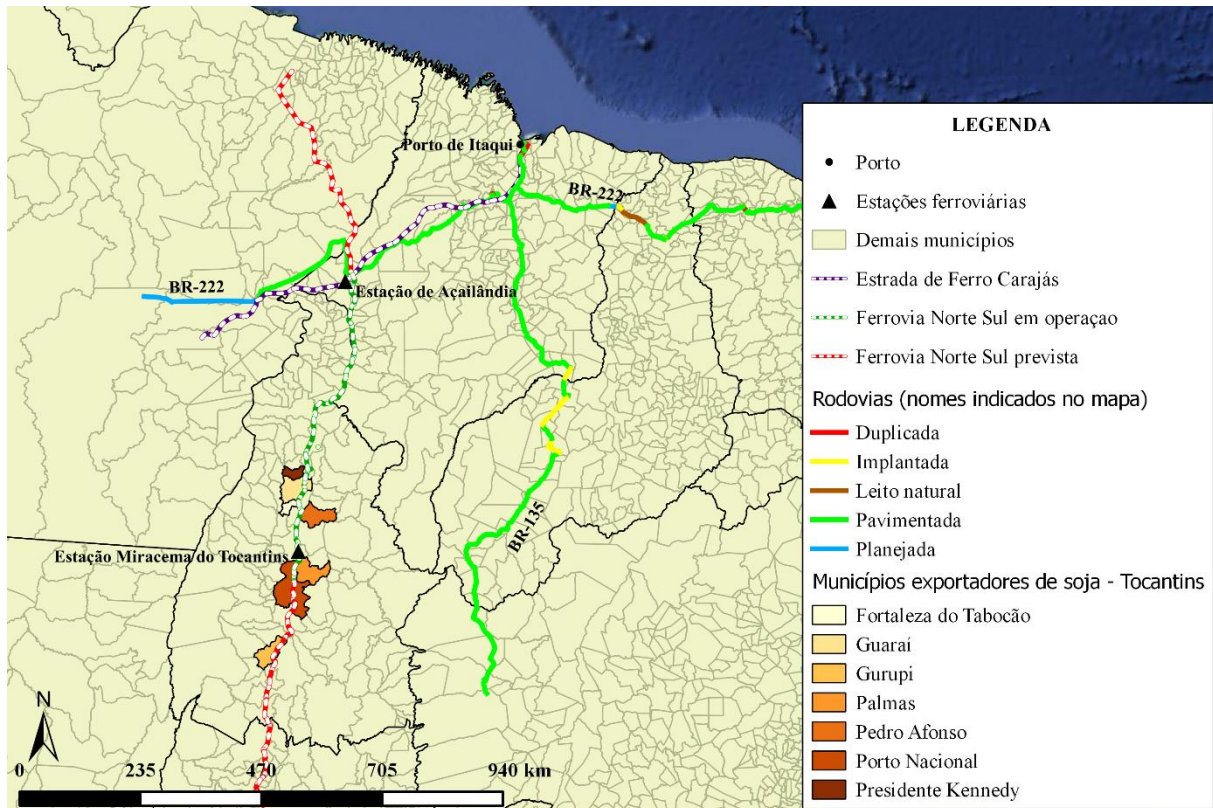 Porto de Itaqui
BR-222
BR-222
Estação de Açailândia
Estação Miracema do Tocantins
BR-135
N
0 235 470 705 940 km
LEGENDA
Porto
Estações ferroviárias
Demais municípios
Estrada de Ferro Carajás
Ferrovia Norte Sul em operaçao
Ferrovia Norte Sul prevista
Rodovias (nomes indicados no mapa)
Duplicada
Implantada
Leito natural
Pavimentada
Planejada
Municípios exportadores de soja - Tocantins
Fortaleza do Tabocão
Guaraí
Gurupi
Palmas
Pedro Afonso
Porto Nacional
Presidente Kennedy